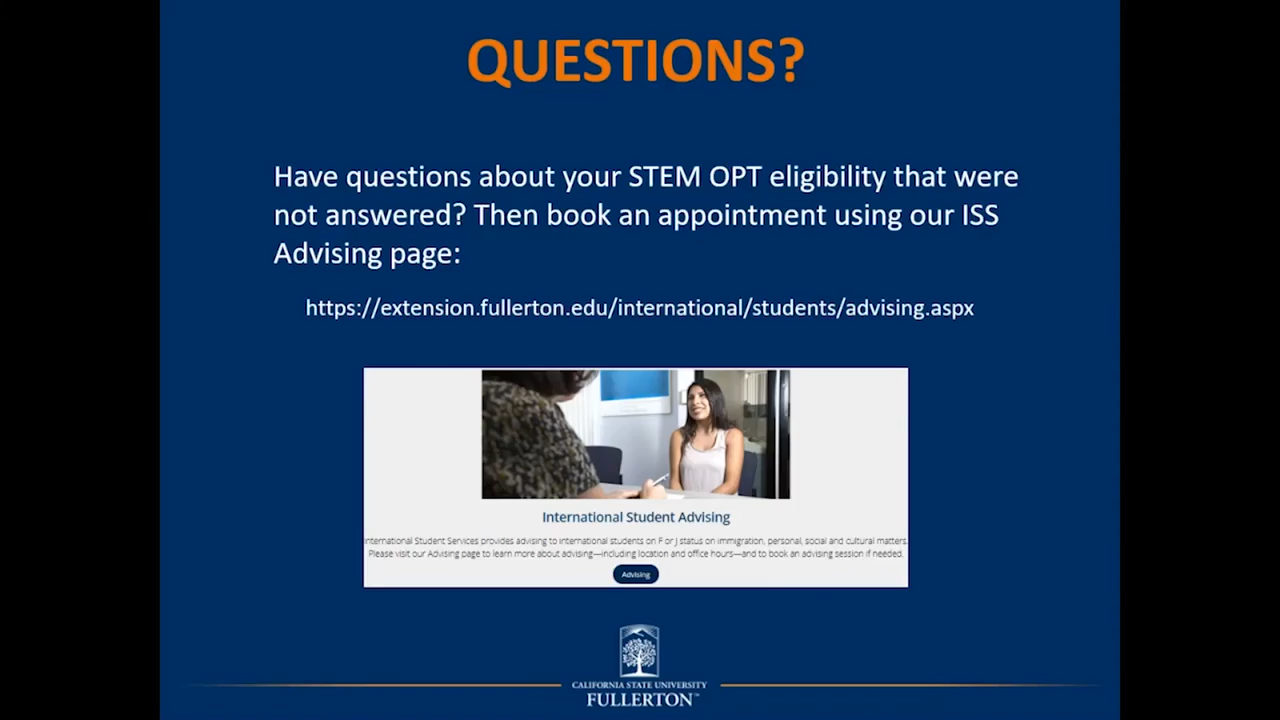 QUESTIONS?
Have questions about your STEM OPT eligibility that were
not answered? Then book an appointment using our ISS
Advising page:
https://extension.fullerton.edu/international/students/advising.aspx
International Student Advising
International Student Services provides advising to international students on F or J status on immigration, personal, social and cultural matters.
Please visit our Advising page to learn more about advising—including location and office hours—and to book an advising session if needed.
Advising
CALIFORNIA STATE UNIVERSITY
FULLERTON™